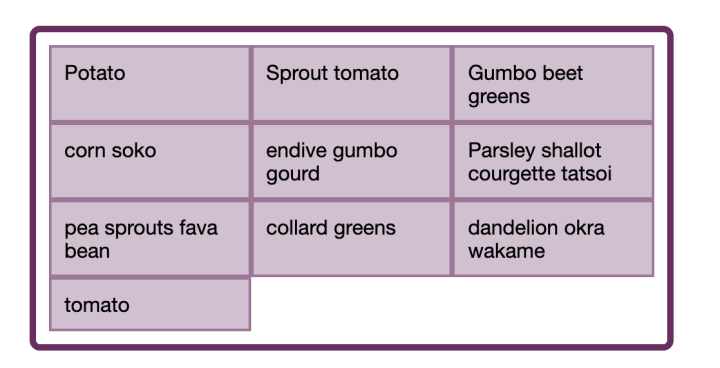 Potato
Sprout tomato
Gumbo beet
greens
corn soko
endive gumbo
gourd
Parsley shallot
courgette tatsoi
pea sprouts fava
bean
collard greens
dandelion okra
wakame
tomato